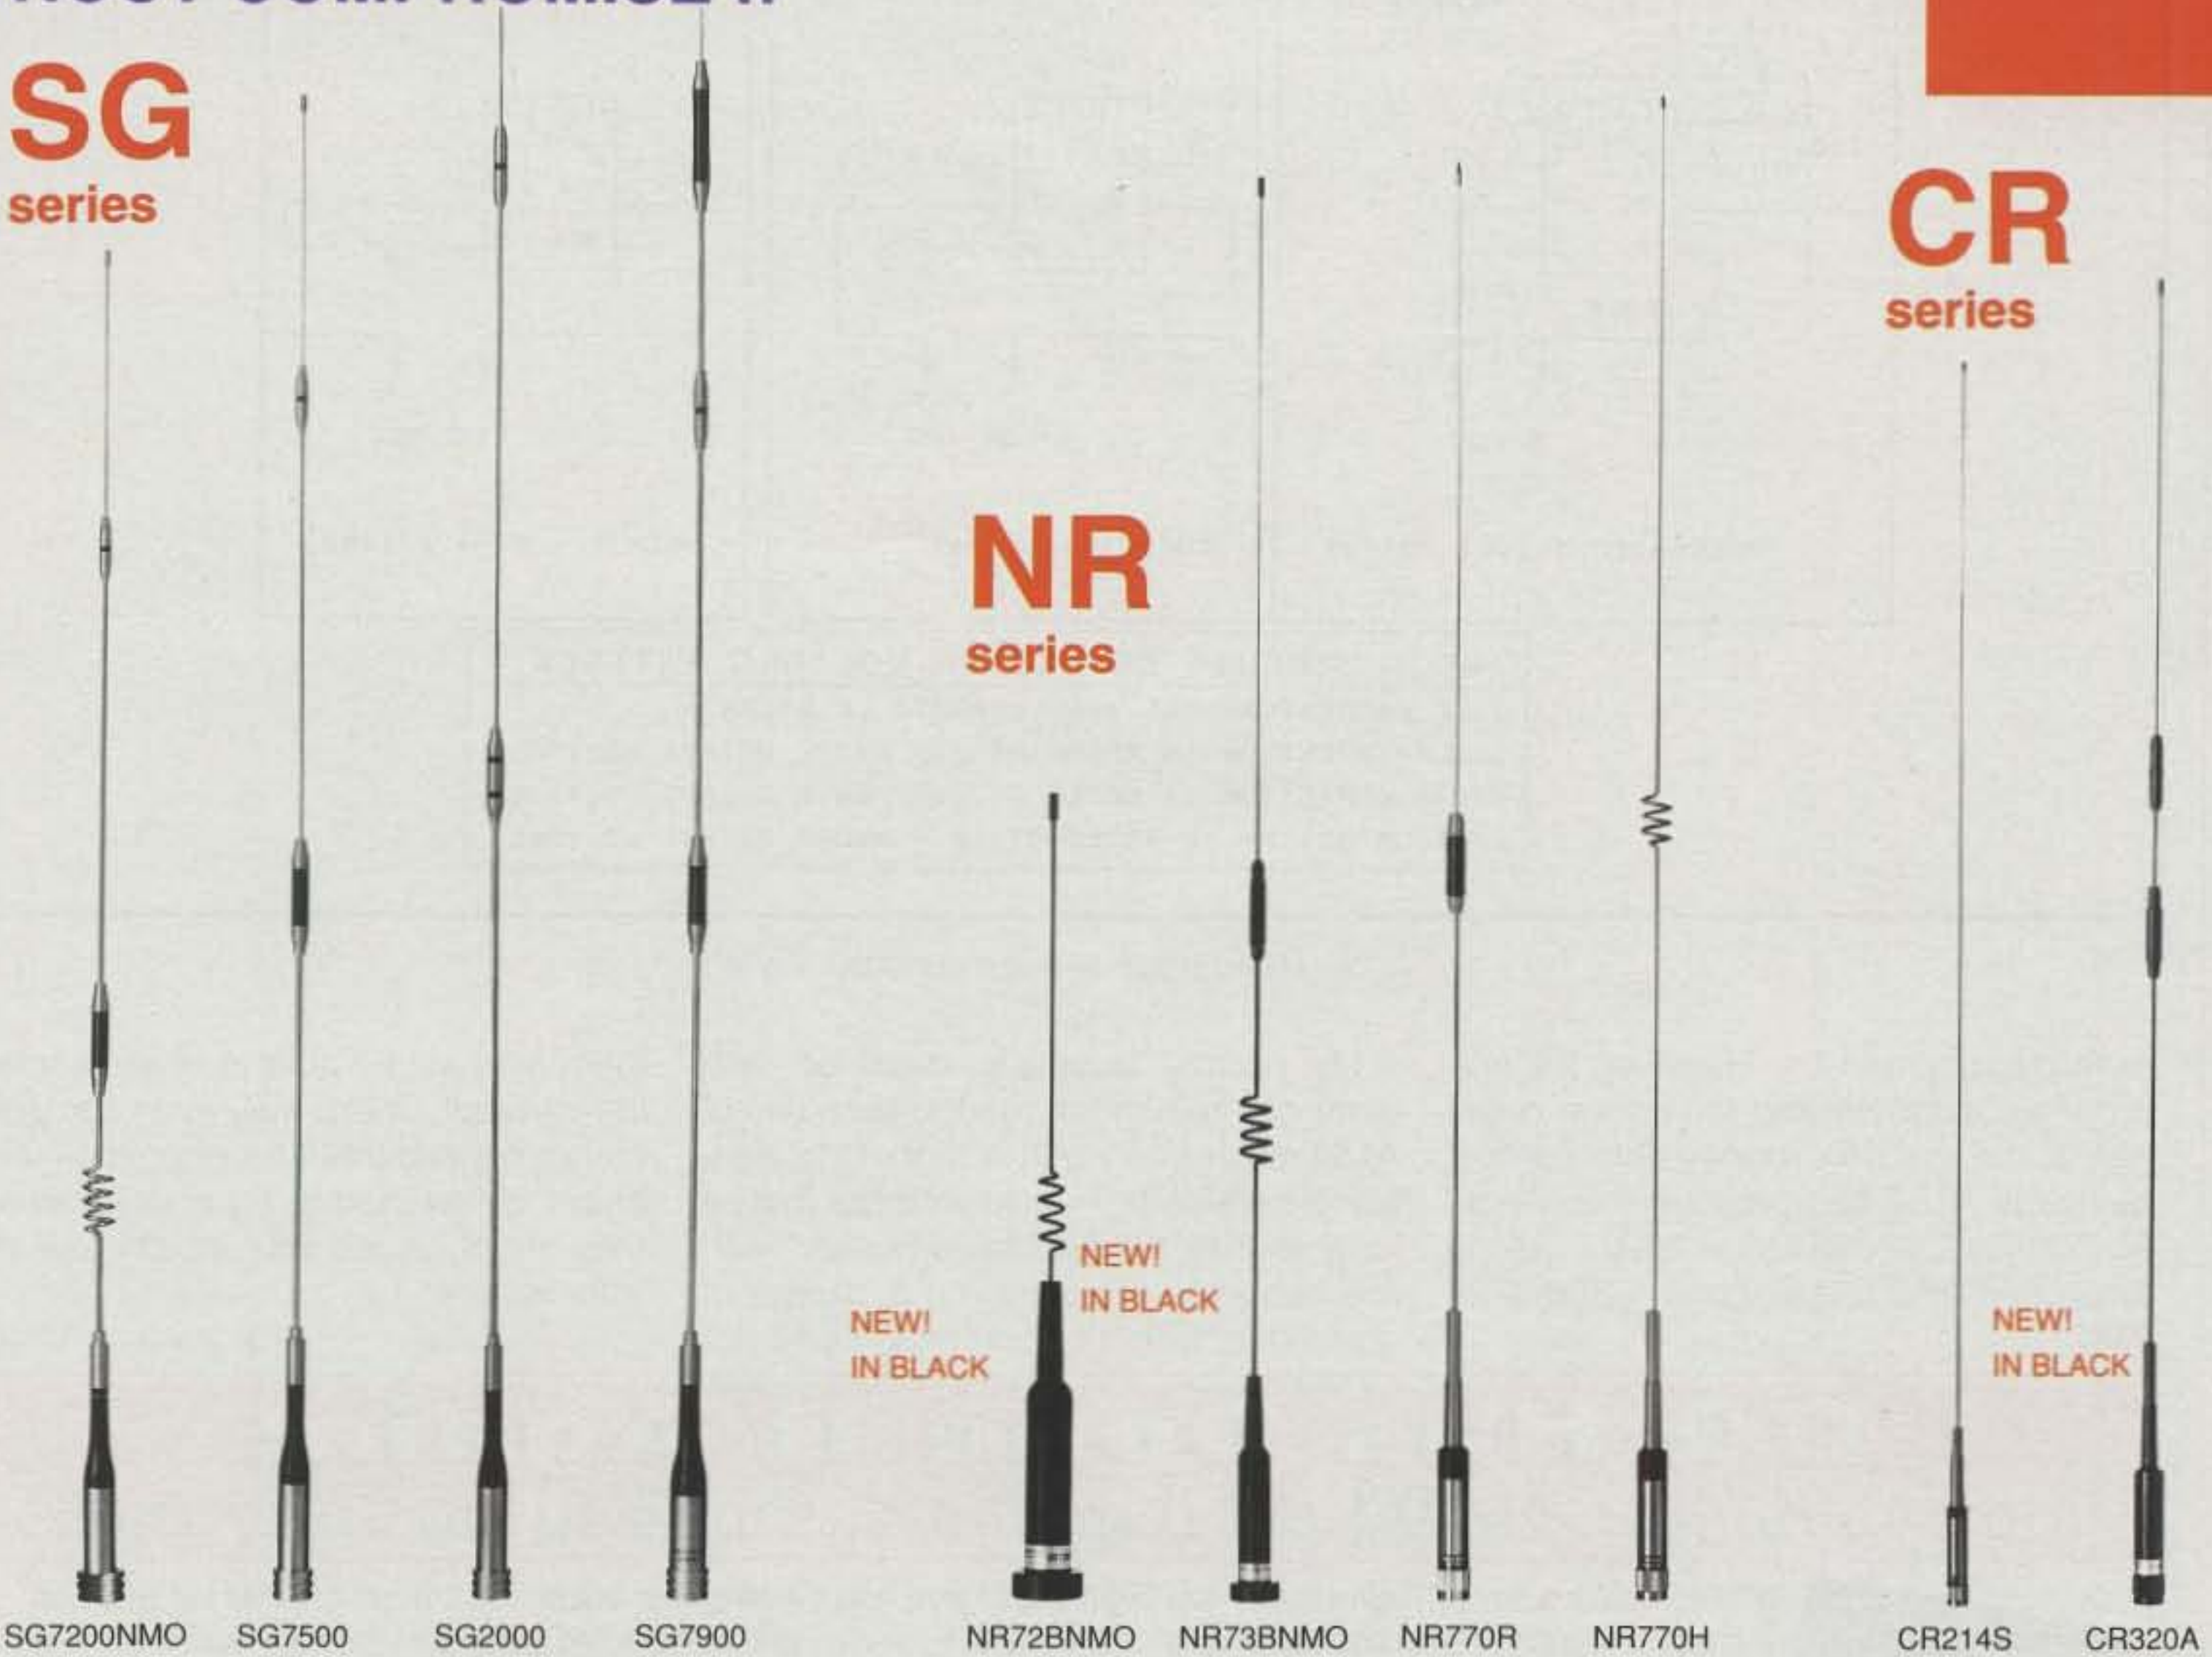 SG
series
CR
series
NR
series
NEW!
IN BLACK
NEW!
IN BLACK
NEW!
IN BLACK
SG7200NMO
SG7500
SG2000
SG7900
NR72BNMO
NR73BNMO
NR770R
NR770H
CR214S
CR320A